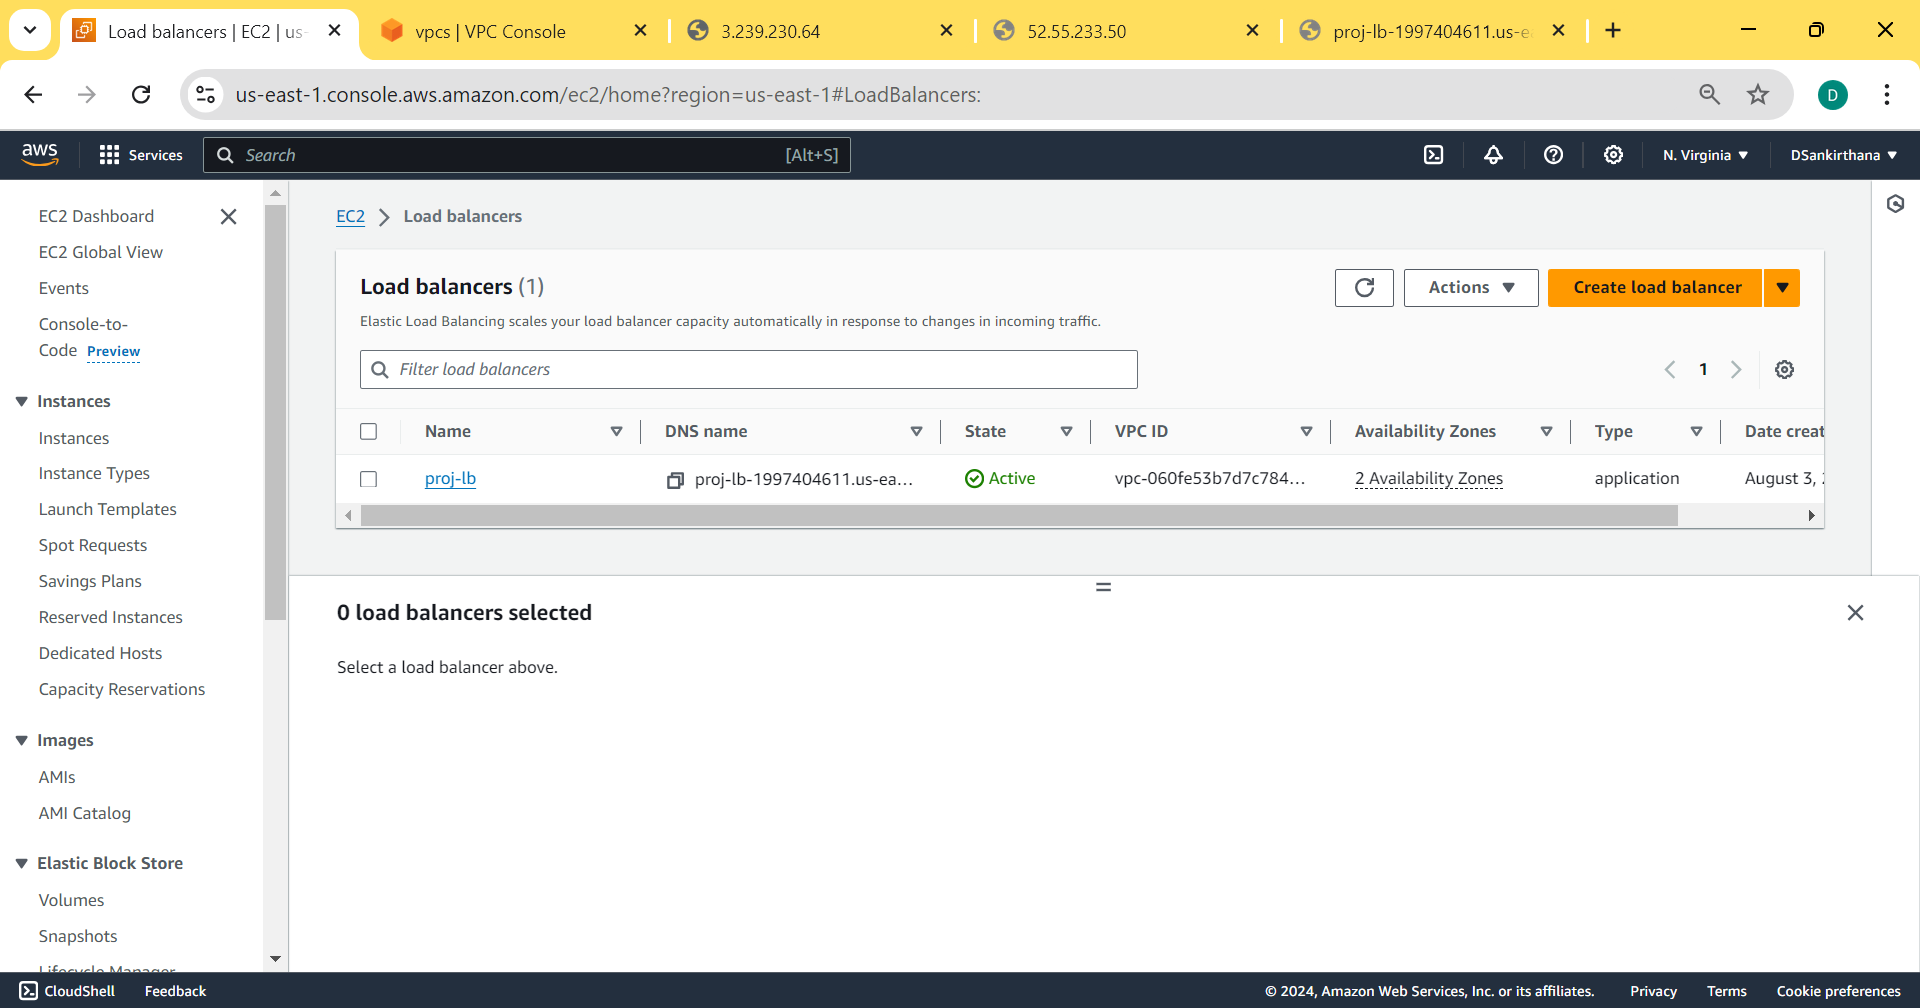 Load balancers | EC2 | us-
vpcs | VPC Console
3.239.230.64
52.55.233.50
proj-lb-1997404611.us-e
us-east-1.console.aws.amazon.com/ec2/home?region=us-east-1#LoadBalancers:
D
aws
Services
Search
[Alt+S]
N. Virginia
DSankirthana
EC2 Dashboard
EC2 Global View
Events
Console-to-
Code Preview
Instances
Instances
Instance Types
Launch Templates
Spot Requests
Savings Plans
Reserved Instances
Dedicated Hosts
Capacity Reservations
Images
AMIs
AMI Catalog
Elastic Block Store
Volumes
Snapshots
Lifecycle Manager
EC2 > Load balancers
Load balancers (1)
Actions
Create load balancer
Elastic Load Balancing scales your load balancer capacity automatically in response to changes in incoming traffic.
Filter load balancers
1
Name DNS name State VPC ID Availability Zones Type Date creat
proj-lb proj-lb-1997404611.us-ea... Active vpc-060fe53b7d7c784... 2 Availability Zones application August 3,
0 load balancers selected
Select a load balancer above.
CloudShell
Feedback
© 2024, Amazon Web Services, Inc. or its affiliates.
Privacy
Terms
Cookie preferences